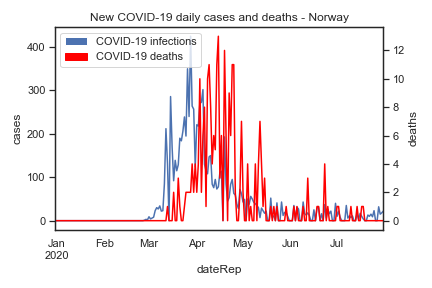 New COVID-19 daily cases and deaths - Norway
COVID-19 infections
COVID-19 deaths
400
300
200
100
0
cases
12
10
8
6
4
2
0
deaths
Jan Feb Mar Apr May Jun Jul
2020
dateRep